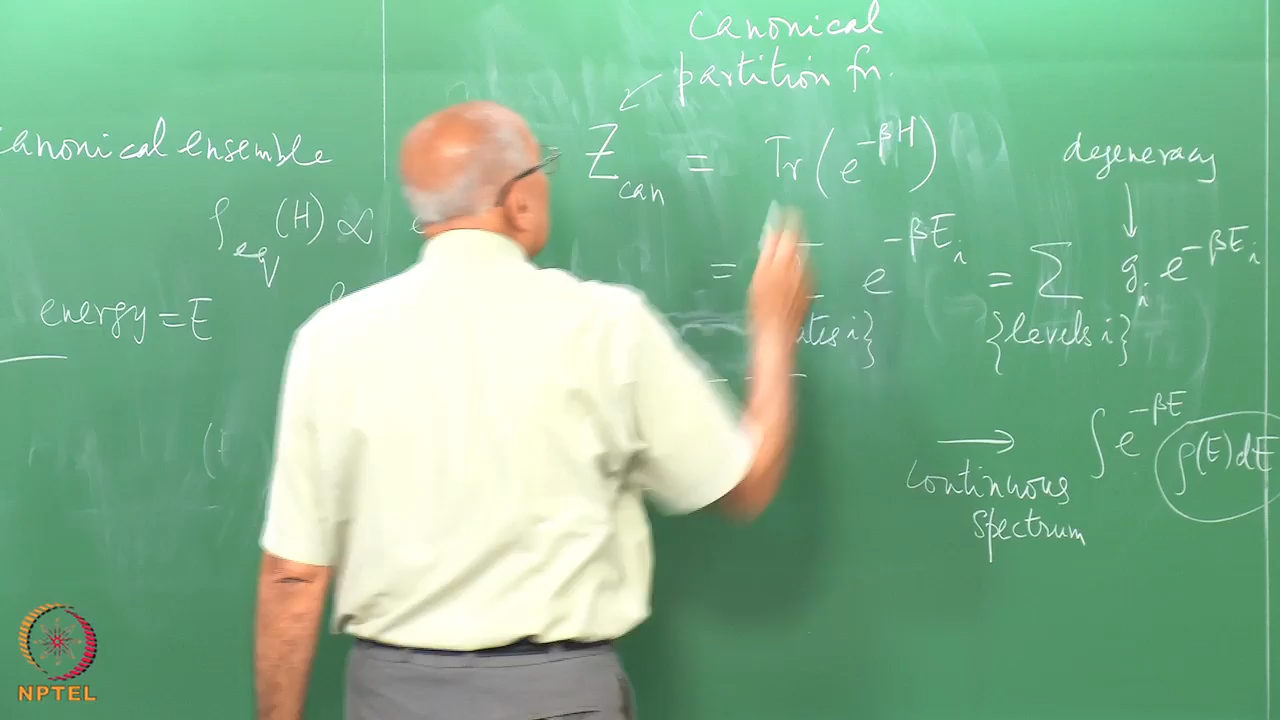 canonical
partition fn.
canonical ensemble
Z_can = Tr(e^{-βH})
degeneracy
ρ_eq (H) ∝ e
= e^{-βE_i} = Σ g_i e^{-βE_i}
energy = E
{levels i}
→ ∫ e^{-βE} ρ(E)dE
continuous
spectrum
NPTEL